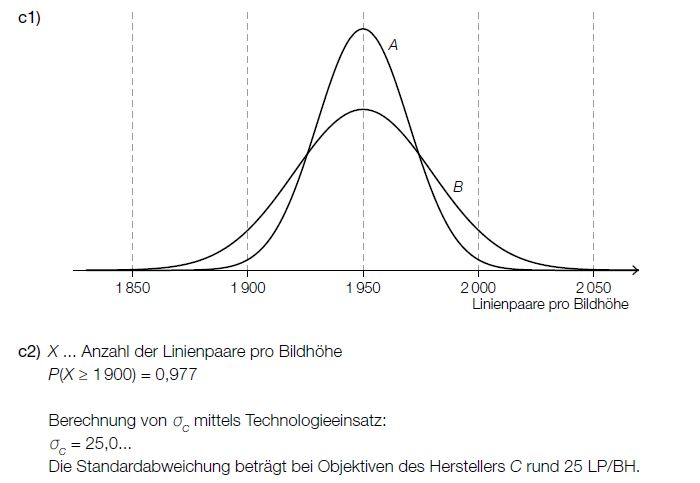 c1)
A
B
1 850 1 900 1 950 2 000 2 050
Linienpaare pro Bildhöhe
c2) X ... Anzahl der Linienpaare pro Bildhöhe
P(X ≥ 1 900) = 0,977
Berechnung von σC mittels Technologieeinsatz:
σC = 25,0...
Die Standardabweichung beträgt bei Objektiven des Herstellers C rund 25 LP/BH.